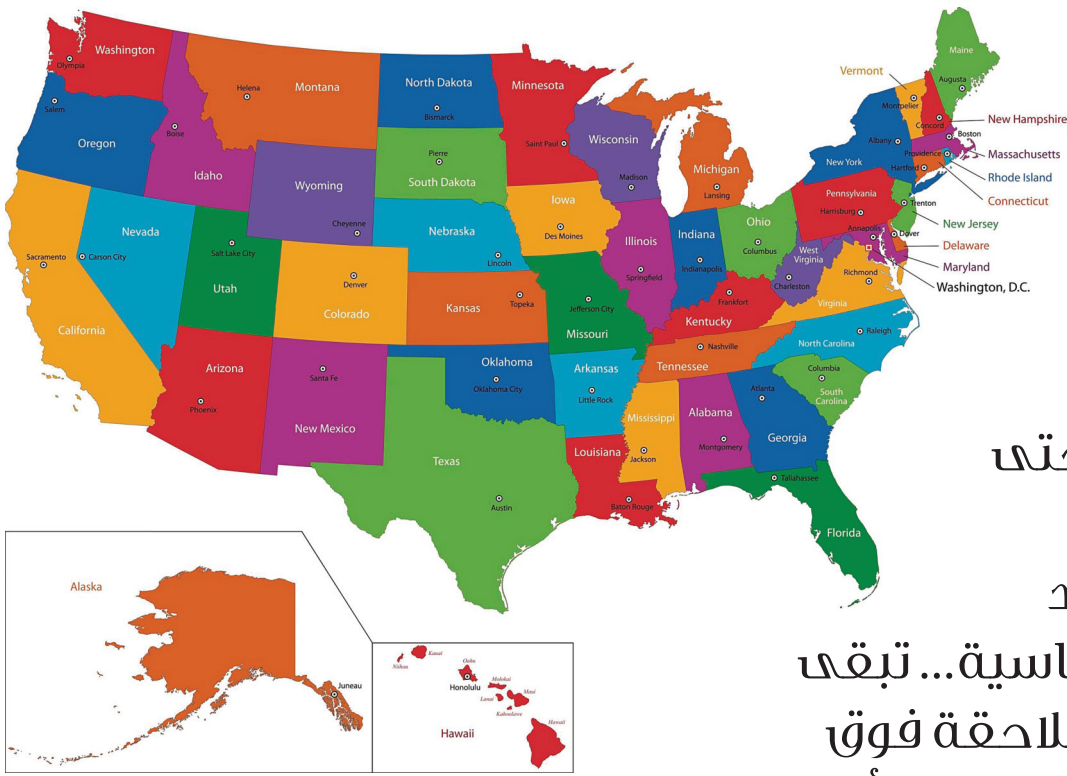 Washington
Olympia
Montana
Helena
North Dakota
Bismarck
Minnesota
Saint Paul
Maine
Augusta
Vermont
Montpelier
Concord
New Hampshire
Salem
Oregon
Boise
Idaho
Wyoming
Cheyenne
Pierre
South Dakota
Wisconsin
Madison
Michigan
Lansing
Albany
New York
Boston
Massachusetts
Providence
Rhode Island
Hartford
Connecticut
Nevada
Carson City
Sacramento
California
Salt Lake City
Utah
Denver
Colorado
Nebraska
Lincoln
Iowa
Des Moines
Illinois
Springfield
Indiana
Indianapolis
Ohio
Columbus
Pennsylvania
Harrisburg
Trenton
New Jersey
Annapolis
Dover
Delaware
Maryland
Washington, D.C.
West
Virginia
Charleston
Richmond
Virginia
Kansas
Topeka
Jefferson City
Missouri
Frankfort
Kentucky
Nashville
Tennessee
Raleigh
North Carolina
Columbia
South
Carolina
Arizona
Phoenix
Santa Fe
New Mexico
Oklahoma
Oklahoma City
Arkansas
Little Rock
Mississippi
Jackson
Alabama
Montgomery
Atlanta
Georgia
Texas
Austin
Louisiana
Baton Rouge
Tallahassee
Florida
Alaska
Juneau
Niihau
Kauai
Oahu
Honolulu
Molokai
Lanai
Maui
Kahoolawe
Hawaii
Hawaii
حتى
د
اسية... تبقى
لاحقة فوق